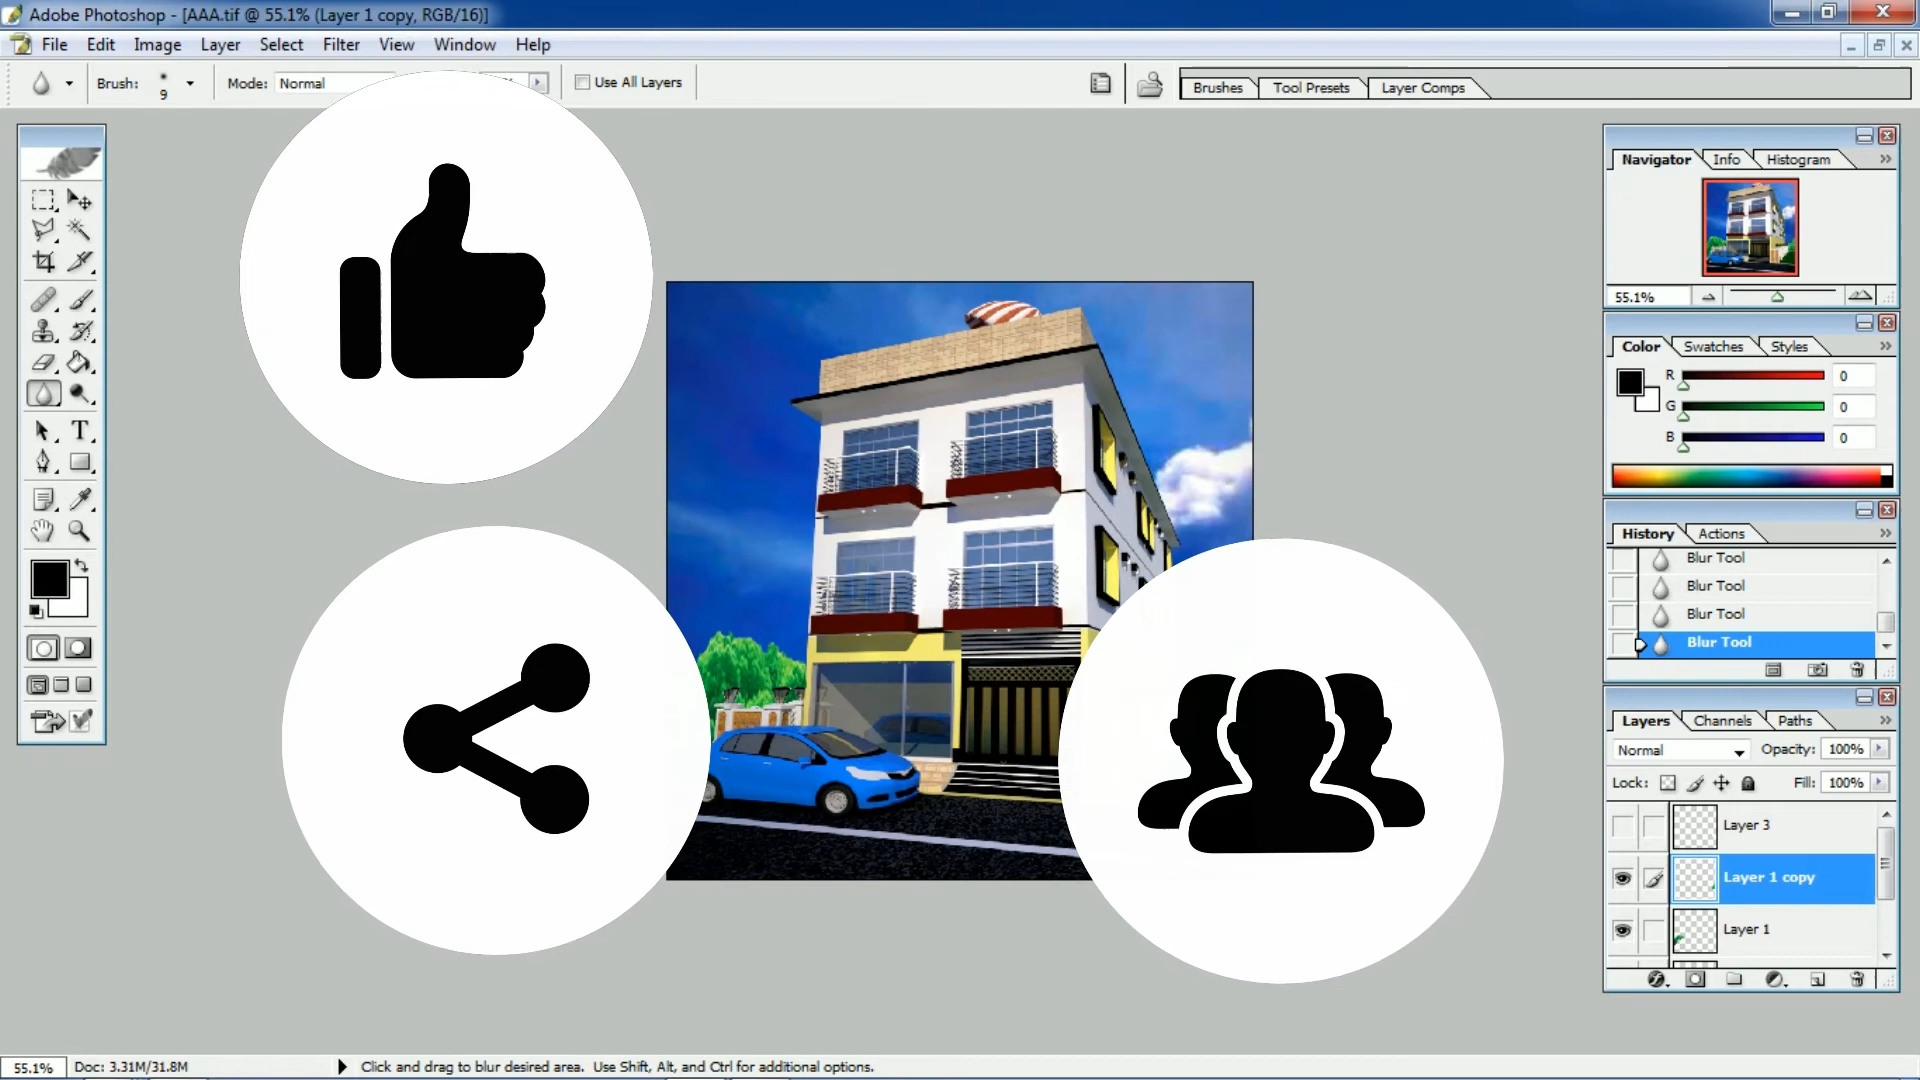 Adobe Photoshop - [AAA.tif @ 55.1% (Layer 1 copy, RGB/16)]
File Edit Image Layer Select Filter View Window Help
Brush: 9 Mode: Normal Use All Layers Brushes Tool Presets Layer Comps
Navigator Info Histogram
55.1%
Color Swatches Styles
R 0
G 0
B 0
T
History Actions
Blur Tool
Blur Tool
Blur Tool
Blur Tool
Layers Channels Paths
Normal Opacity: 100%
Lock: Fill: 100%
Layer 3
Layer 1 copy
Layer 1
55.1% Doc: 3.31M/31.8M Click and drag to blur desired area. Use Shift, Alt, and Ctrl for additional options.